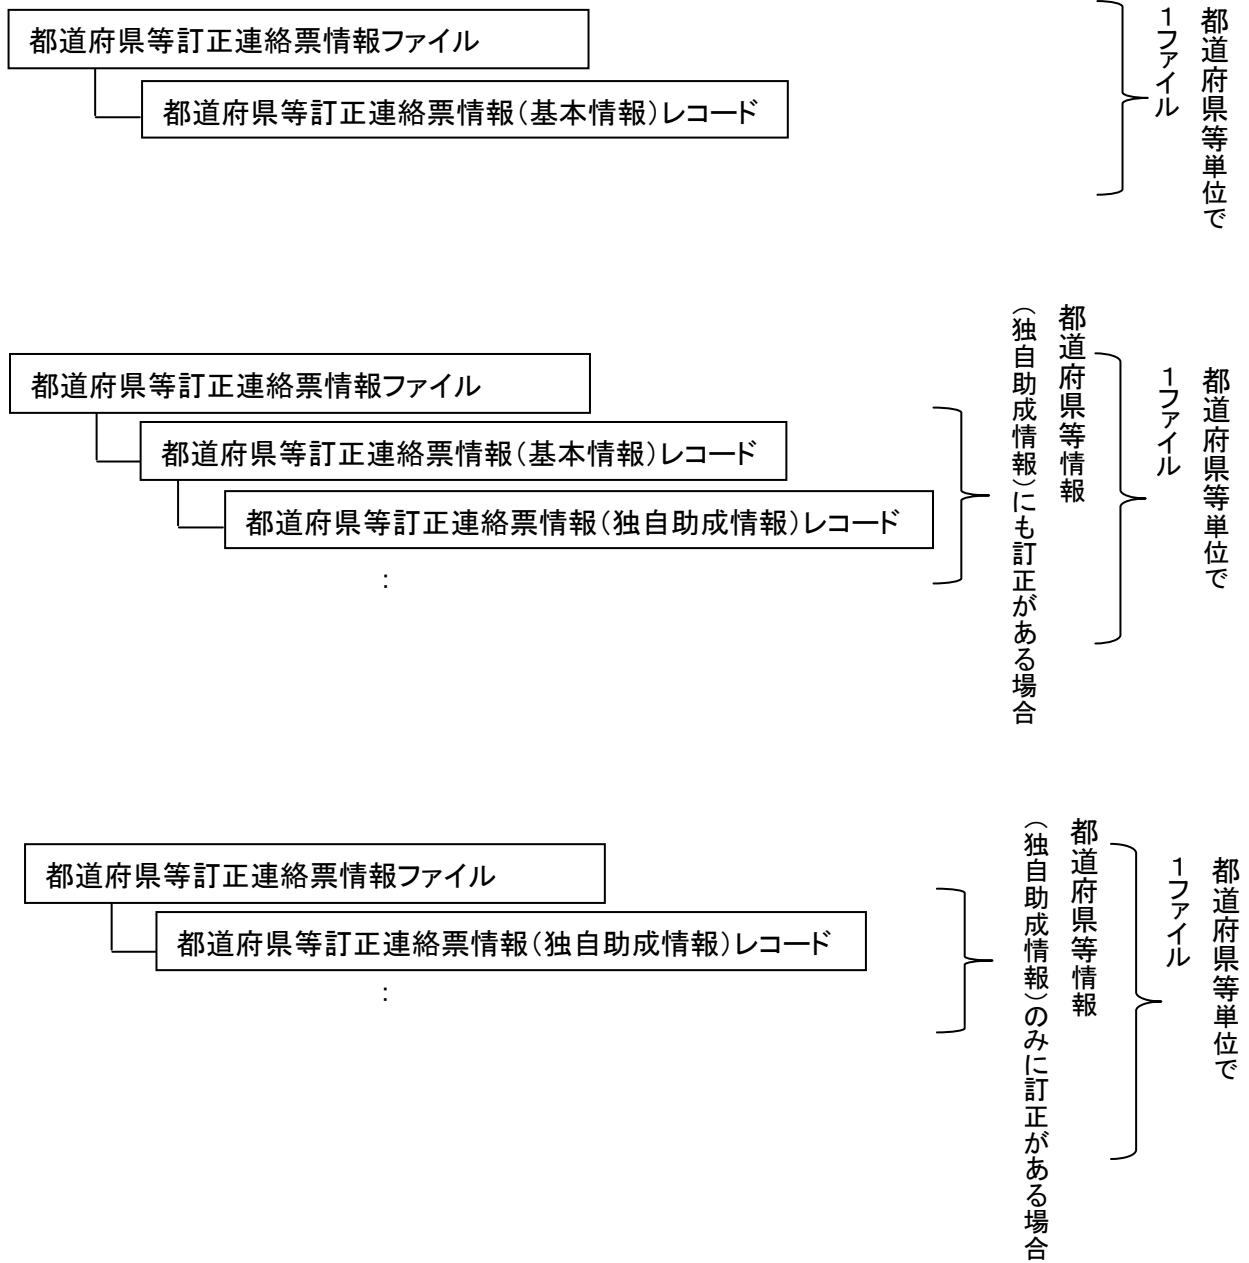 都道府県等訂正連絡票情報ファイル
都道府県等訂正連絡票情報(基本情報)レコード
都道府県等単位で
1ファイル
都道府県等訂正連絡票情報ファイル
都道府県等訂正連絡票情報(基本情報)レコード
都道府県等訂正連絡票情報(独自助成情報)レコード
:
都道府県等情報
(独自助成情報)にも訂正がある場合
都道府県等単位で
1ファイル
都道府県等訂正連絡票情報ファイル
都道府県等訂正連絡票情報(独自助成情報)レコード
:
都道府県等情報
(独自助成情報)のみに訂正がある場合
都道府県等単位で
1ファイル